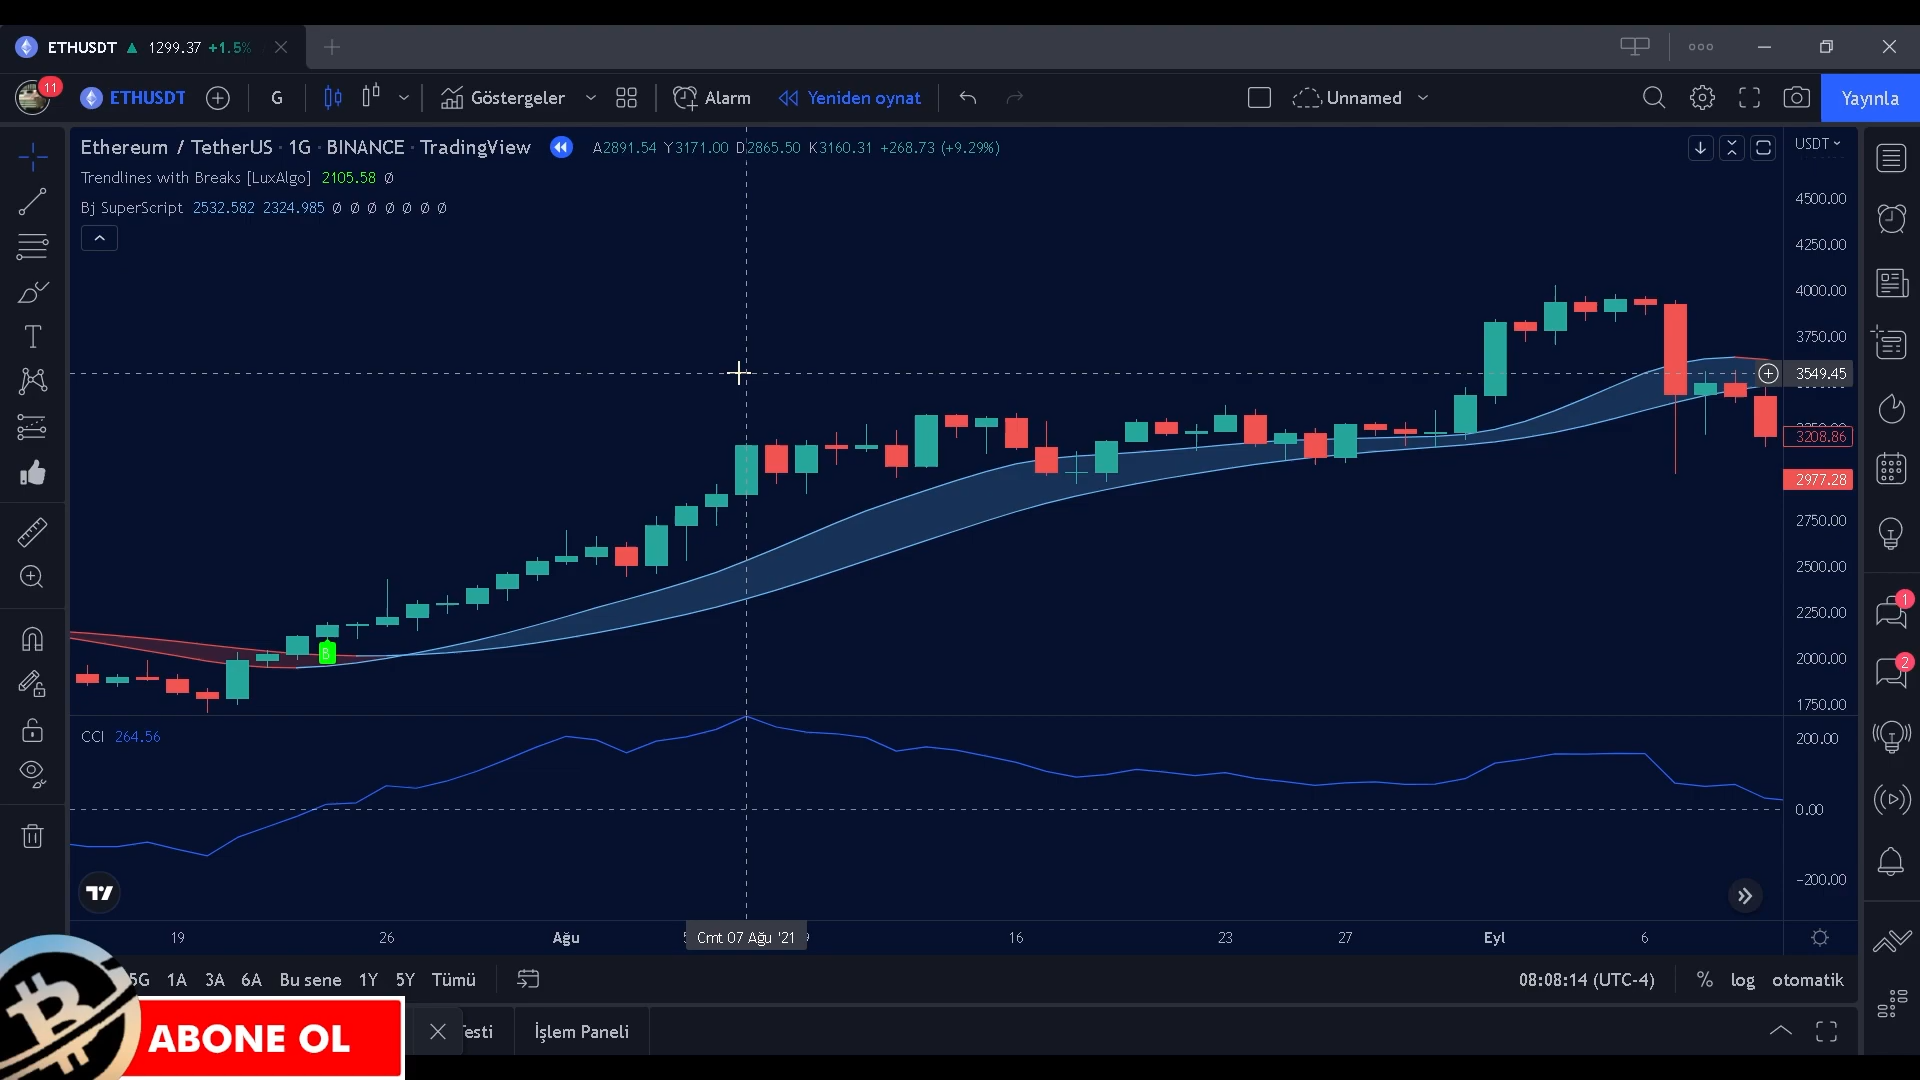 ETHUSDT ▲ 1299.37 +1.5%
11 ETHUSDT G Göstergeler Alarm Yeniden oynat Unnamed Yayınla
Ethereum / TetherUS · 1G · BINANCE · TradingView A2891.54 Y3171.00 D2865.50 K3160.31 +268.73 (+9.29%)
USDT
Trendlines with Breaks [LuxAlgo] 2105.58 Ø
Bj SuperScript 2532.582 2324.985 Ø Ø Ø Ø Ø Ø Ø
4500.00
4250.00
4000.00
3750.00
3549.45
3208.86
2977.28
2750.00
2500.00
2250.00
2000.00
1750.00
B
1
2
CCI 264.56
200.00
0.00
−200.00
19 26 Ağu Cmt 07 Ağu '21 16 23 27 Eyl 6
5G 1A 3A 6A Bu sene 1Y 5Y Tümü 08:08:14 (UTC-4) % log otomatik
ABONE OL
İşlem Paneli